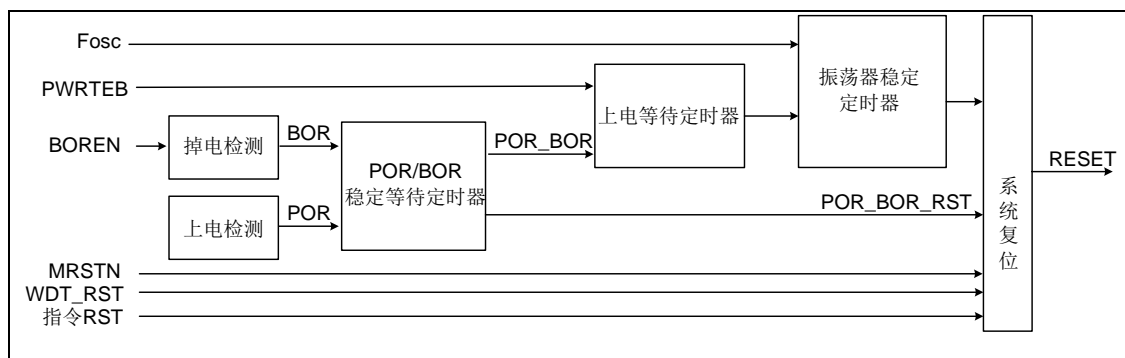 Fosc
PWRTEB
BOREN
掉电检测
BOR
上电检测
POR
POR/BOR
稳定等待定时器
POR_BOR
上电等待定时器
振荡器稳定
定时器
POR_BOR_RST
MRSTN
WDT_RST
指令RST
系统复位
RESET